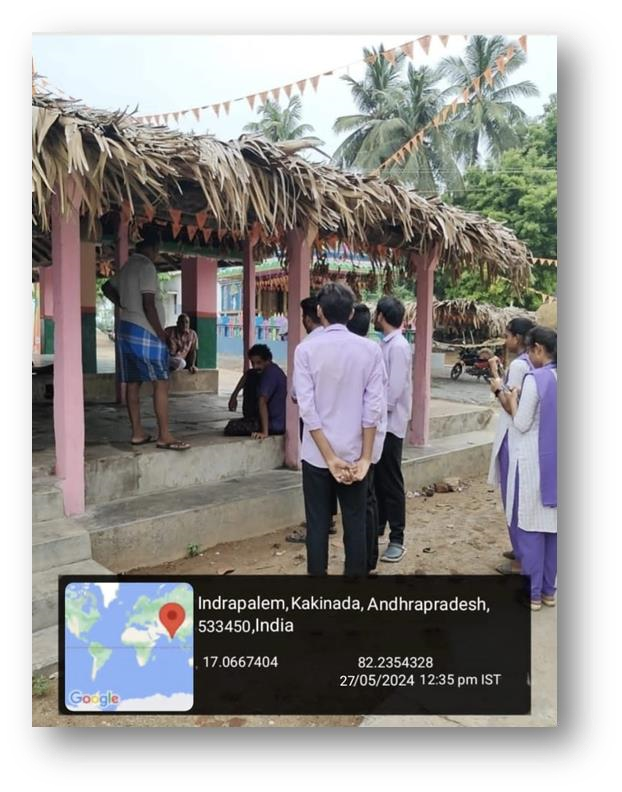 Indrapalem, Kakinada, Andhrapradesh,
533450,India
17.0667404 82.2354328
27/05/2024 12:35 pm IST
Google